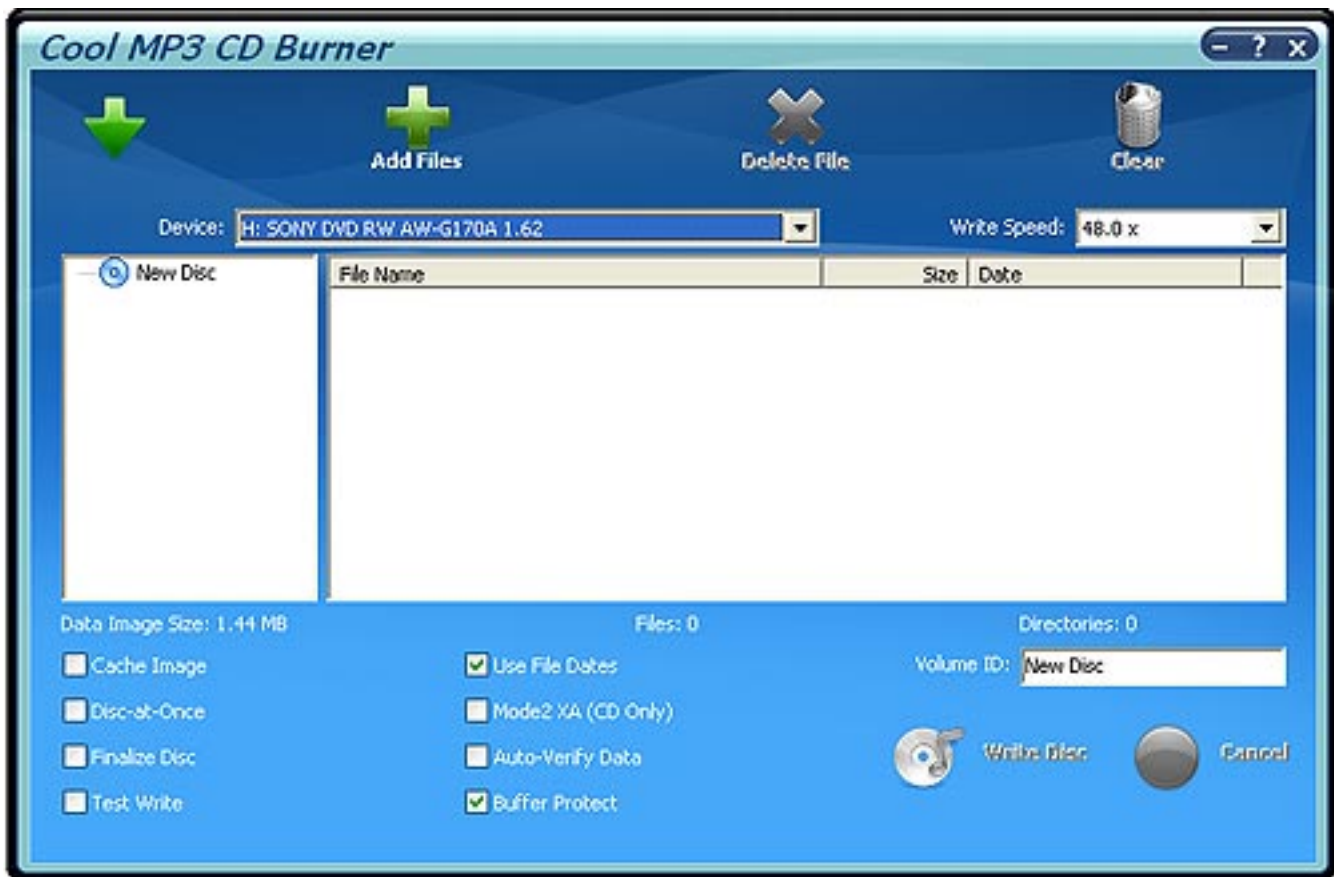 Cool MP3 CD Burner
Add Files
Delete File
Clear
Device: H: SONY DVD RW AW-G170A 1.62
Write Speed: 48.0 x
New Disc
File Name Size Date
Data Image Size: 1.44 MB
Files: 0
Directories: 0
Cache Image
Use File Dates
Volume ID: New Disc
Disc-at-Once
Mode2 XA (CD Only)
Finalize Disc
Auto-Verify Data
Write Disc
Cancel
Test Write
Buffer Protect